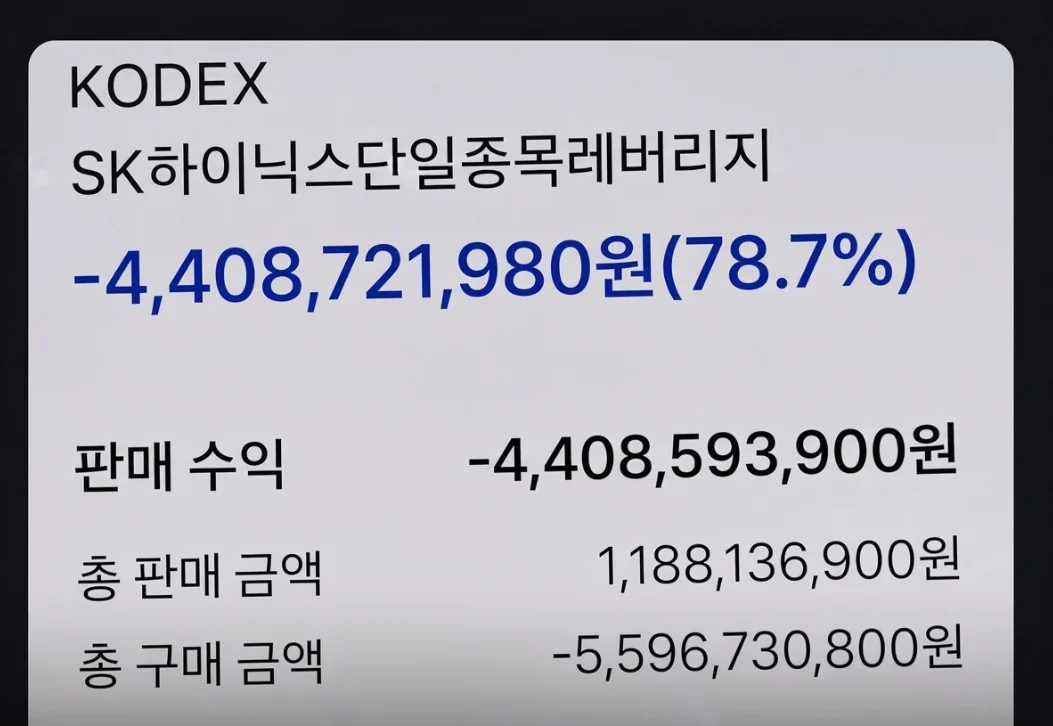 KODEX
SK하이닉스단일종목레버리지
-4,408,721,980원(78.7%)
판매 수익 -4,408,593,900원
총 판매 금액 1,188,136,900원
총 구매 금액 -5,596,730,800원